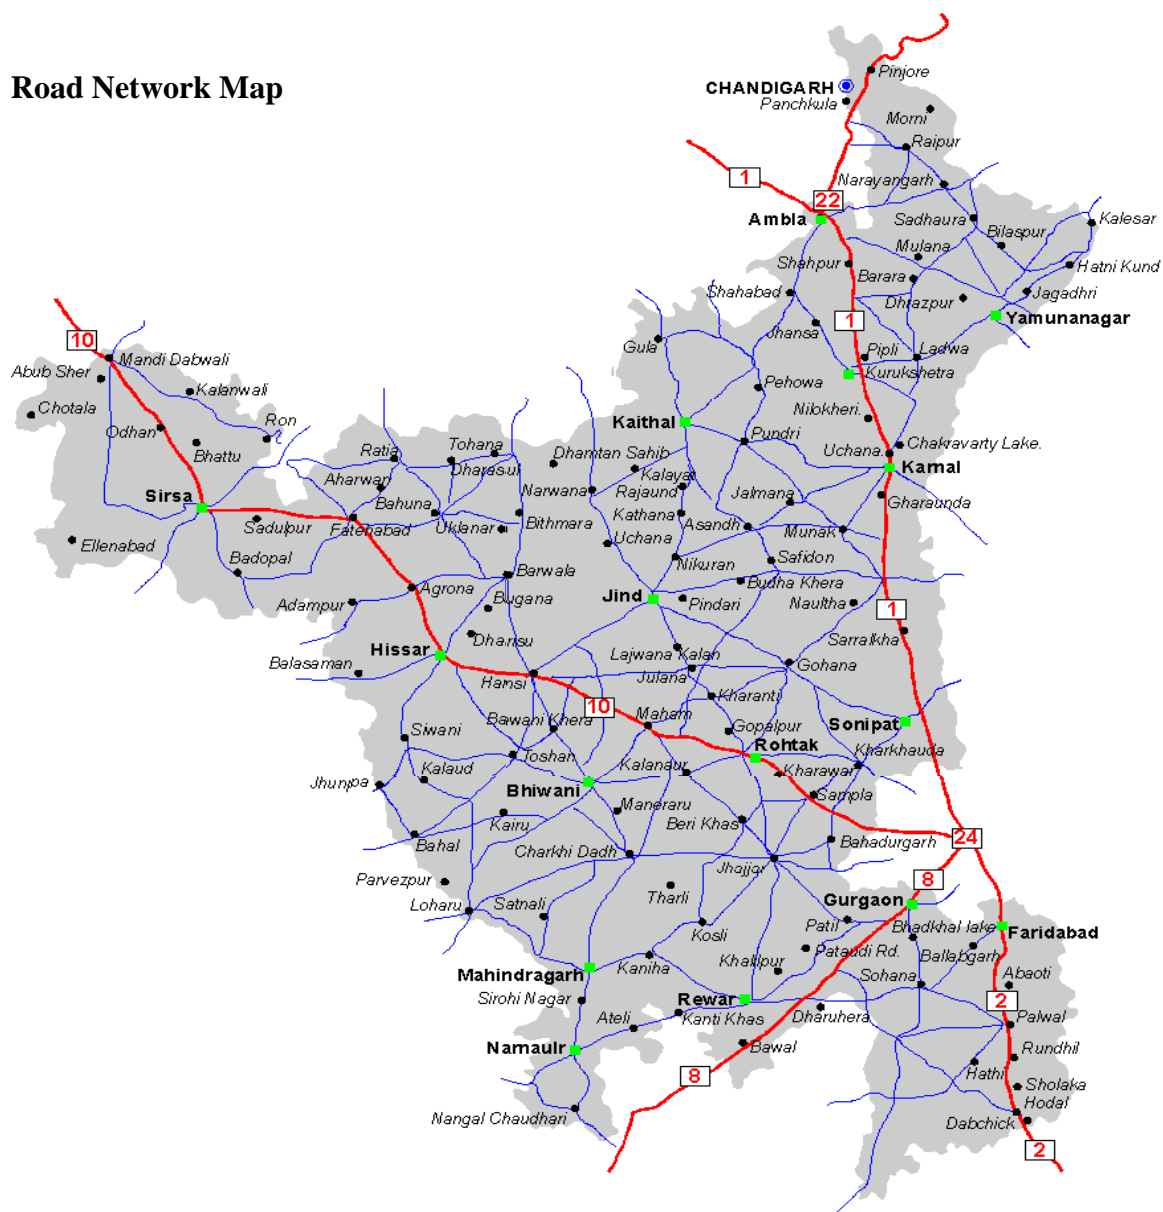 Pinjore
Road Network Map
CHANDIGARH
Panchkula
Morni
Raipur
1
Narayangarh
22
Ambla
Sadhaura
Kalesar
Bilaspur
Mulana
Shahpur
Hatni Kund
Barara
Shahabad
Dhrazpur
Jagadhri
Yamunanagar
1
Jhansa
10
Gula
Pipli
Ladwa
Mandi Dabwali
Abub Sher
Kurukshetra
Kalanwali
Pehowa
Chotala
Nilokheri.
Ron
Kaithal
Odhan
Pundri
Chakravarty Lake.
Bhattu
Ratia
Tohana
Dhamtan Sahib
Uchana.
Dharasul
Karnal
Aharwan
Kalayat
Sirsa
Narwana
Rajaund
Jalmana
Gharaunda
Bahuna
Kathana
Sadulpur
Fatehabad
Uklanar
Bithmara
Asandh
Munak
Ellenabad
Uchana
Badopal
Nikuran
Safidon
Barwala
Budha Khera
Agrona
Adampur
Bugana
Jind
Pindari
Naultha
1
Dharisu
Sarralkha
Hissar
Lajwana Kalan
Balasaman
Gohana
Hansi
Julana
Kharanti
10
Bawani Khera
Maham
Gopalpur
Sonipat
Siwani
Rohtak
Kharkhauda
Toshan
Kalanaur
Kharawar
Jhunjpa
Kalaud
Bhiwani
Sampla
Maneraru
Kairu
Beri Khas
24
Bahal
Bahadurgarh
Charkhi Dadh
Jhajjar
Parvezpur
8
Tharli
Gurgaon
Loharu
Satnali
Patil
Bhadkhal lake
Faridabad
Kosli
Pataudi Rd.
Ballabgarh
Kaniha
Khalilpur
Mahindragarh
Sohana
Abaoti
Sirohi Nagar
Rewar
2
Dharuhera
Ateli
Kanti Khas
Palwal
Narnaulr
Bawal
Rundhil
8
Hathi
Sholaka
Hodal
Nangal Chaudhari
Dabchick
2